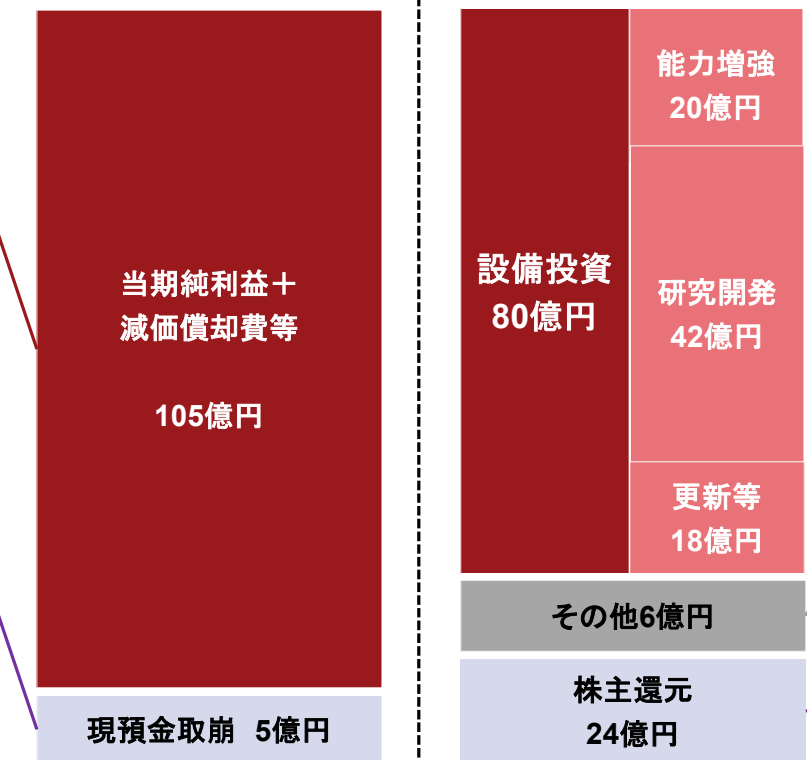 当期純利益＋
減価償却費等
105億円
現預金取崩 5億円
設備投資
80億円
能力増強
20億円
研究開発
42億円
更新等
18億円
その他6億円
株主還元
24億円